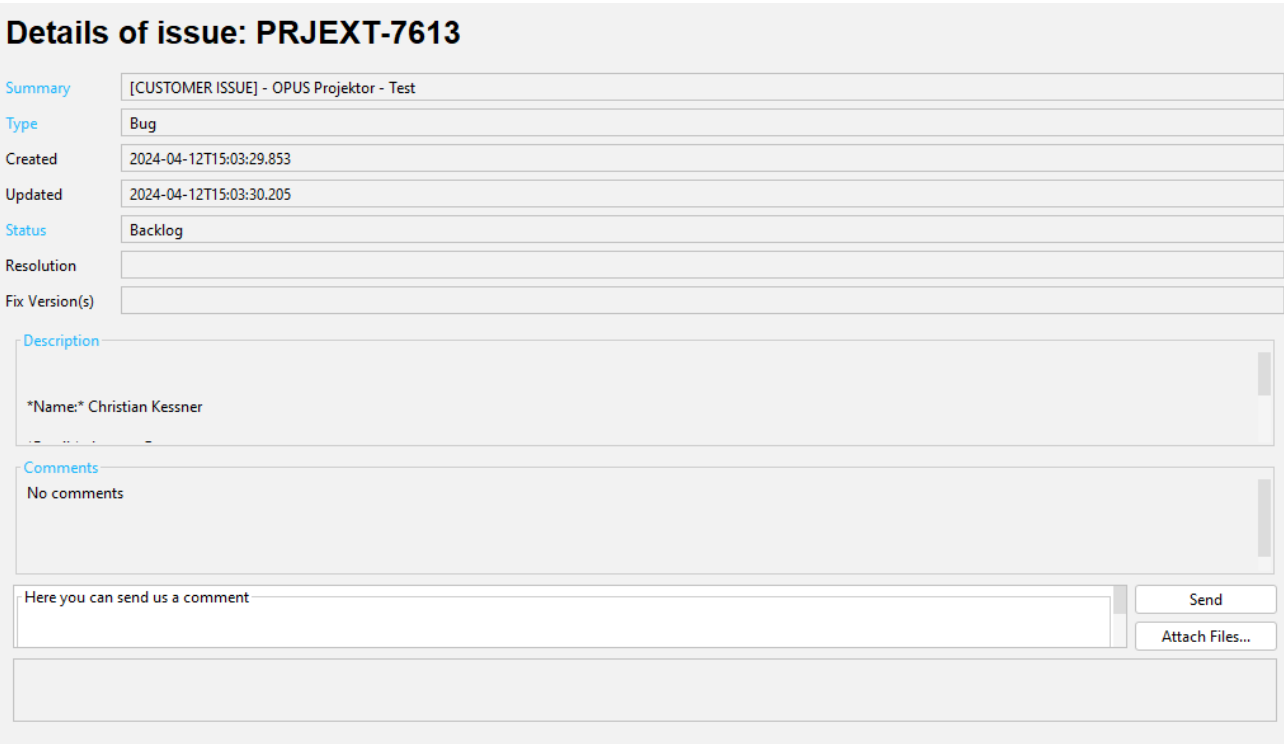 Details of issue: PRJEXT-7613
Summary [CUSTOMER ISSUE] - OPUS Projektor - Test
Type Bug
Created 2024-04-12T15:03:29.853
Updated 2024-04-12T15:03:30.205
Status Backlog
Resolution
Fix Version(s)
Description
*Name:* Christian Kessner
Comments
No comments
Here you can send us a comment
Send
Attach Files...